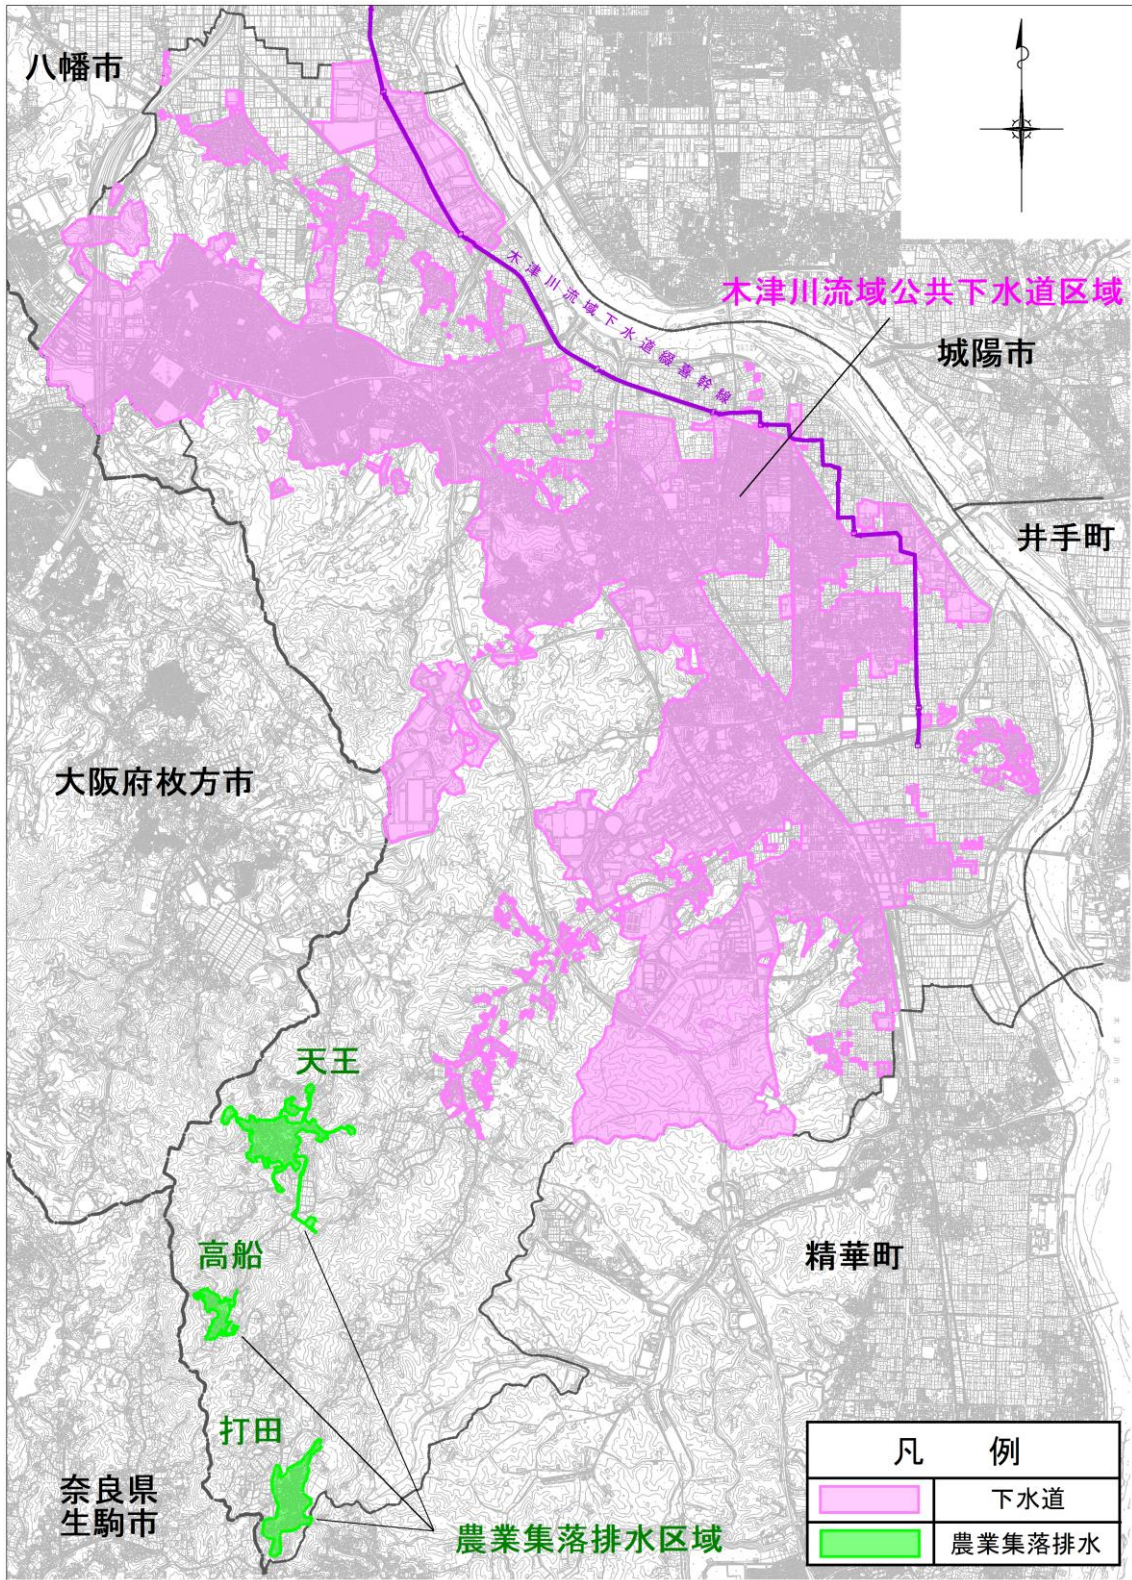 八幡市
木津川流域下水道綴喜幹線
木津川流域公共下水道区域
城陽市
井手町
大阪府枚方市
天王
高船
精華町
打田
奈良県
生駒市
農業集落排水区域
凡 例
下水道
農業集落排水